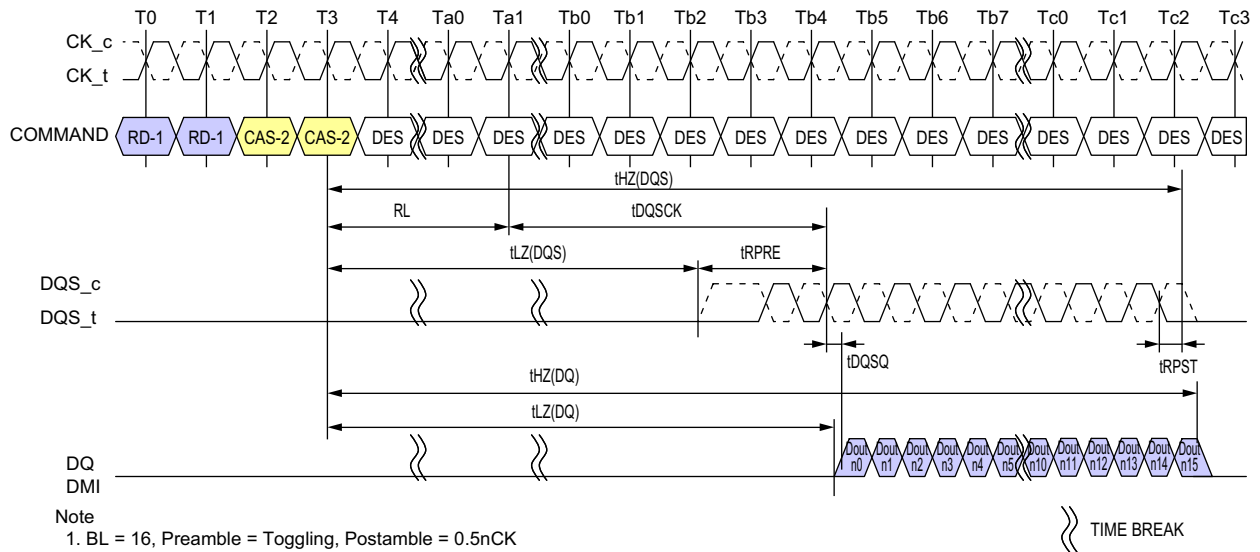 T0 T1 T2 T3 T4 Ta0 Ta1 Tb0 Tb1 Tb2 Tb3 Tb4 Tb5 Tb6 Tb7 Tc0 Tc1 Tc2 Tc3
CK_c
CK_t
COMMAND RD-1 RD-1 CAS-2 CAS-2 DES DES DES DES DES DES DES DES DES DES DES DES DES DES DES
tHZ(DQS)
RL tDQSCK
tLZ(DQS) tRPRE
DQS_c
DQS_t
tDQSQ tRPST
tHZ(DQ)
tLZ(DQ)
Dout Dout Dout Dout Dout Dout Dout Dout Dout Dout Dout Dout
n0 n1 n2 n3 n4 n5 n10 n11 n12 n13 n14 n15
DQ
DMI
Note
1. BL = 16, Preamble = Toggling, Postamble = 0.5nCK
TIME BREAK